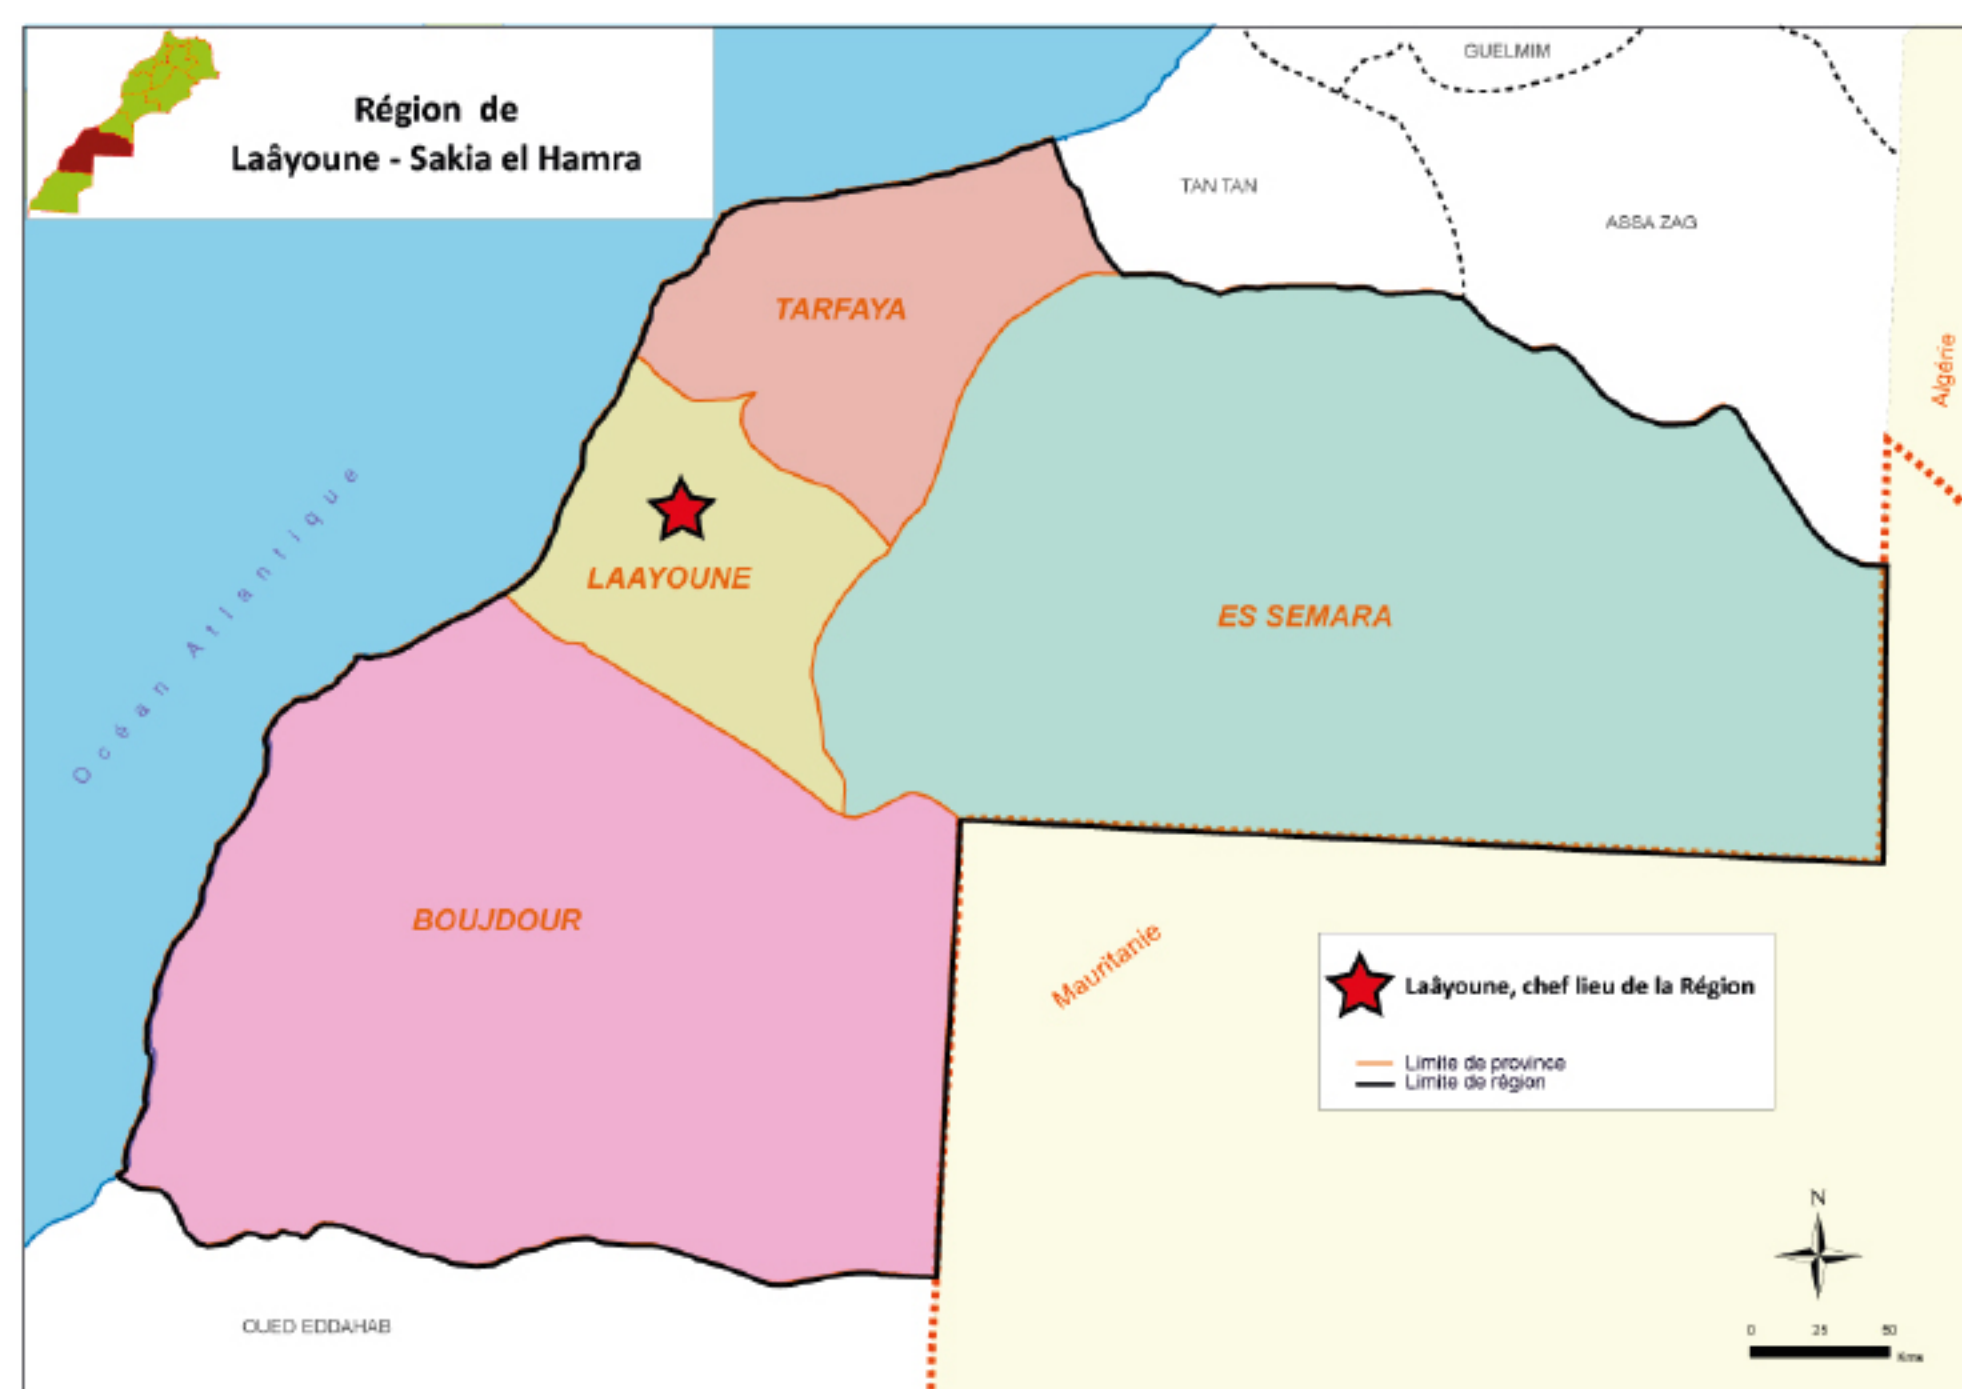 Région de
Laâyoune - Sakia el Hamra
GUELMIM
TAN TAN
ASSA ZAG
TARFAYA
Algérie
Océan Atlantique
LAAYOUNE
ES SEMARA
BOUJDOUR
Mauritanie
Laâyoune, chef lieu de la Région
Limite de province
Limite de région
N
OUED EDDAHAB
0 25 50
Kms